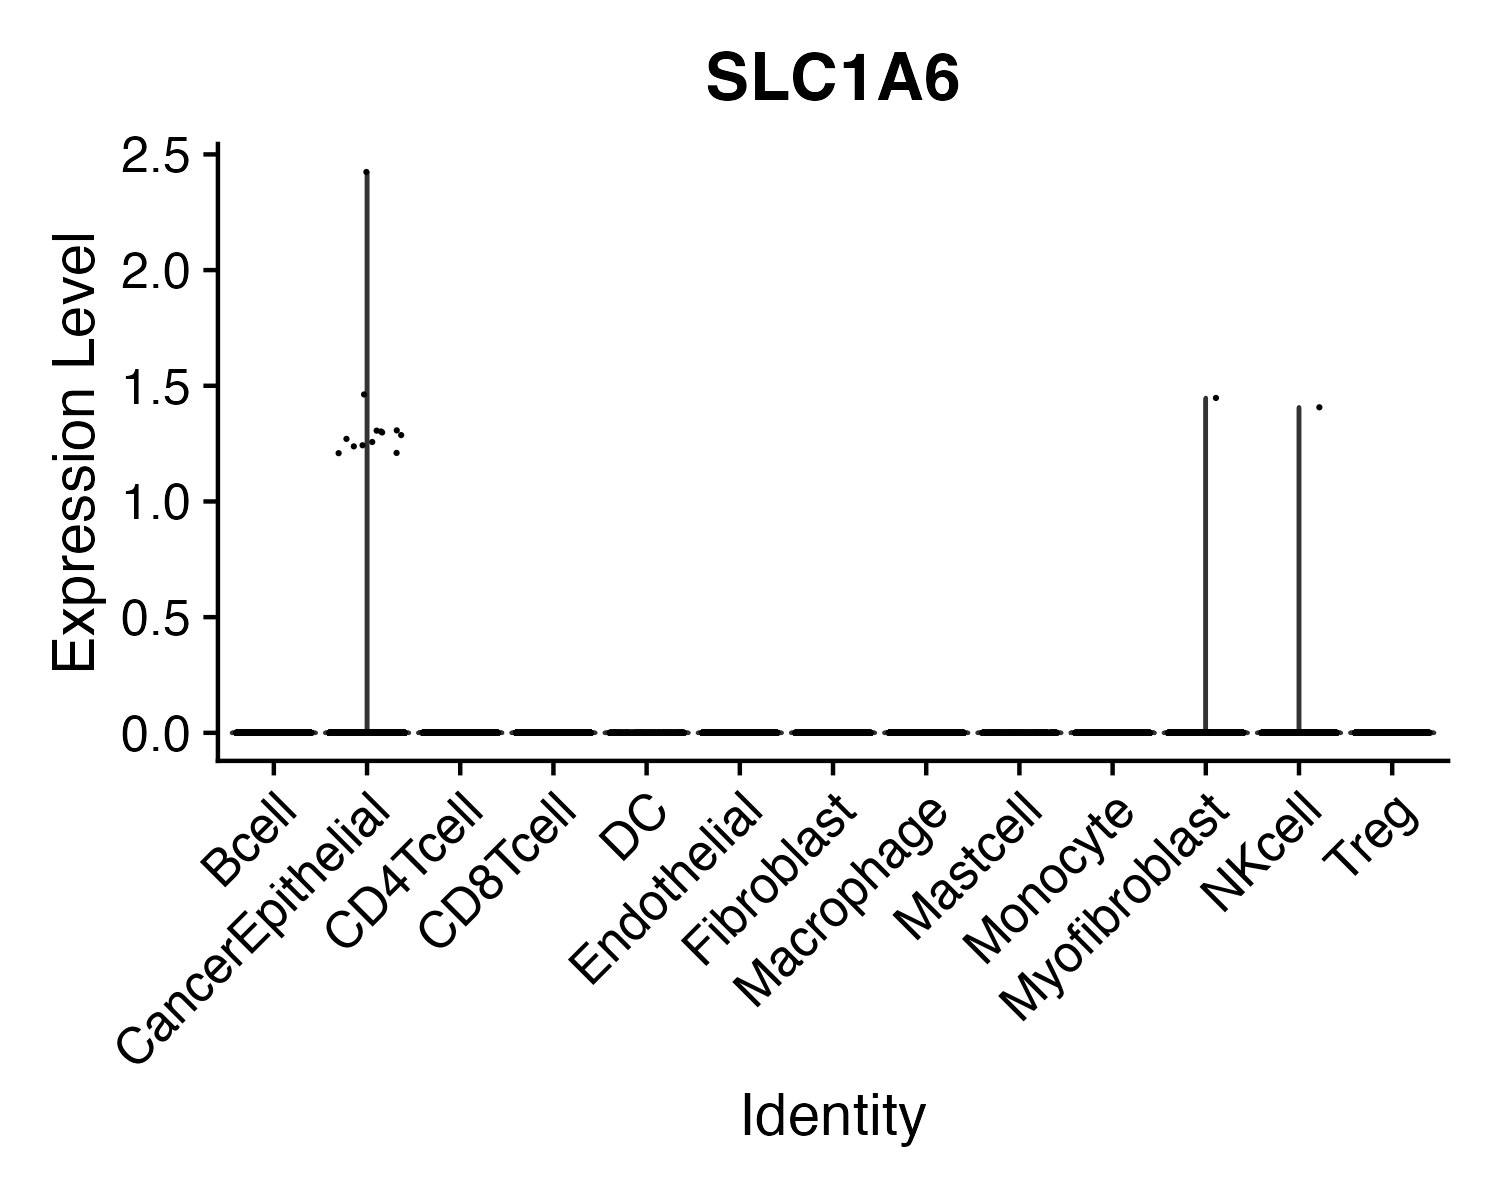 SLC1A6
Expression Level
2.5
2.0
1.5
1.0
0.5
0.0
Bcell
CancerEpithelial
CD4Tcell
CD8Tcell
DC
Endothelial
Fibroblast
Macrophage
Mastcell
Monocyte
Myofibroblast
NKcell
Treg
Identity